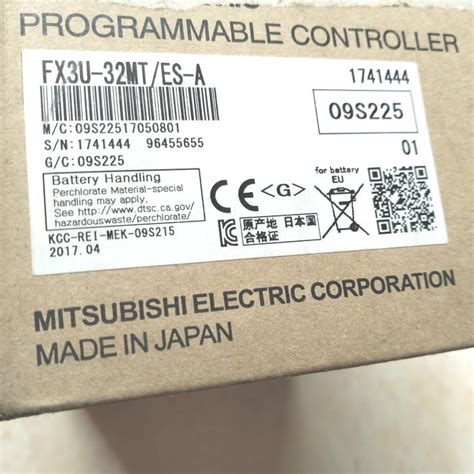 PROGRAMMABLE CONTROLLER
FX3U-32MT/ES-A
1741444
M/C:09S22517050801
09S225
S/N:1741444 96455655
G/C:09S225
01
Battery Handling
Perchlorate Material-special
handling may apply.
See http://www.dtsc.ca.gov/
hazardouswaste/perchlorate/
for battery
EU
CE <G>
KCC-REI-MEK-09S215
2017.04
原产地 日本国
合格证
MITSUBISHI ELECTRIC CORPORATION
MADE IN JAPAN